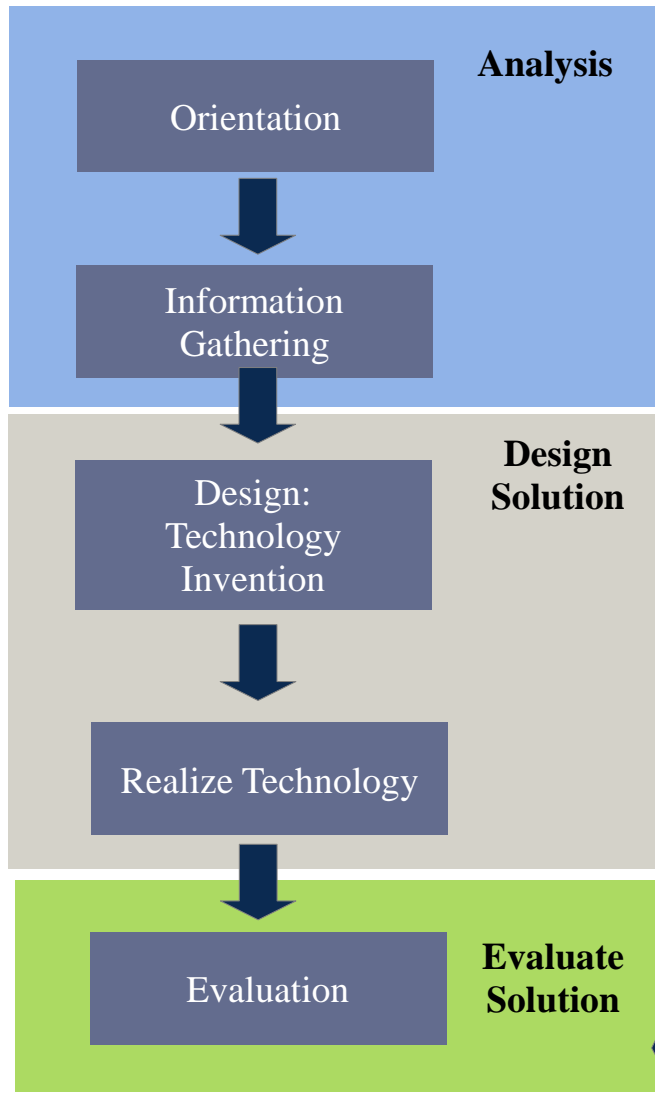 Analysis
Orientation
Information
Gathering
Design
Solution
Design:
Technology
Invention
Realize Technology
Evaluate
Solution
Evaluation